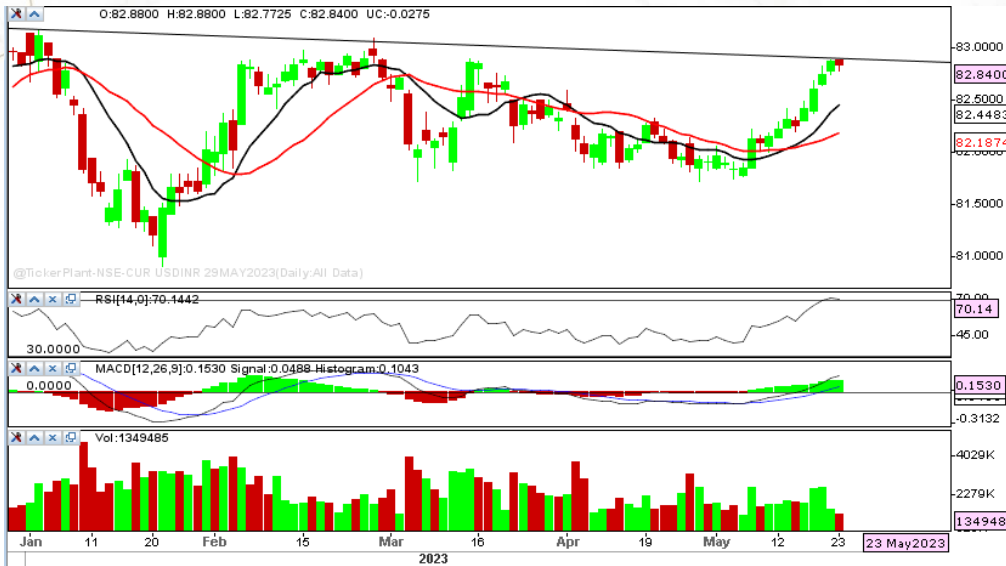 O:82.8800 H:82.8800 L:82.7725 C:82.8400 UC:-0.0275
83.0000
82.8400
82.5000
82.4483
82.1874
81.5000
81.0000
@TickerPlant-NSE-CUR USDINR 29MAY2023(Daily:All Data)
RSI[14,0]:70.1442
70.00
70.14
45.00
30.0000
MACD[12,26,9]:0.1530 Signal:0.0488 Histogram:0.1043
0.0000
0.1530
-0.3132
Vol:1349485
4029K
2279K
134948
Jan 11 20 Feb 15 Mar 16 Apr 19 May 12 23 23 May2023
2023